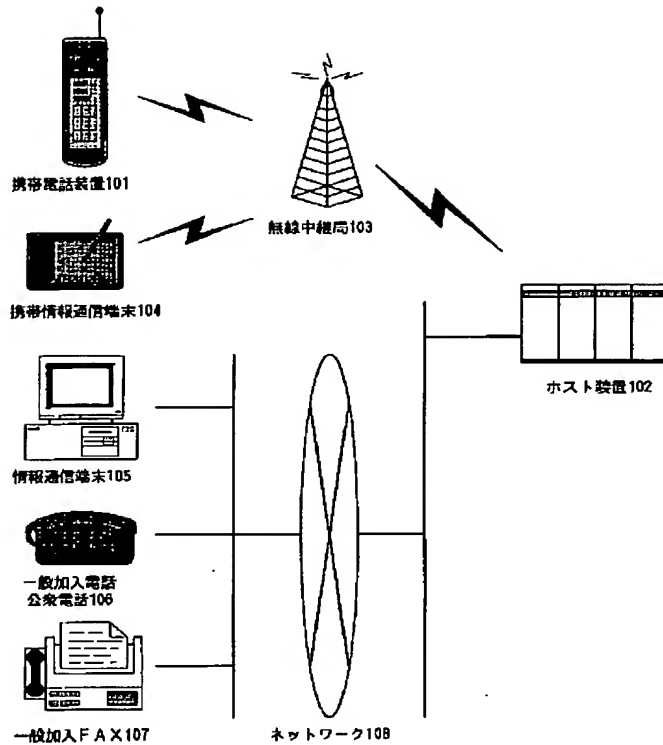 携帯電話装置101
無線中継局103
携帯情報通信端末104
ホスト装置102
情報通信端末105
一般加入電話
公衆電話106
一般加入FAX107
ネットワーク108